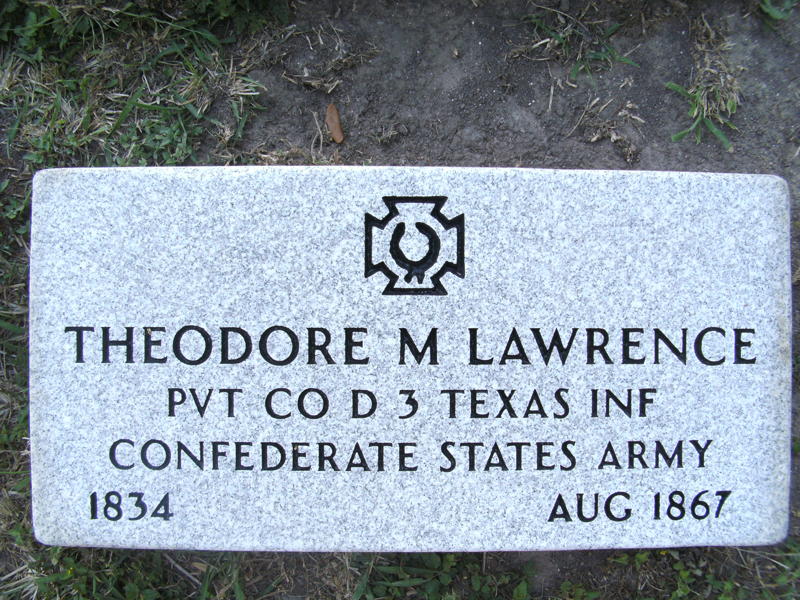 THEODORE M LAWRENCE
PVT CO D 3 TEXAS INF
CONFEDERATE STATES ARMY
1834 AUG 1867